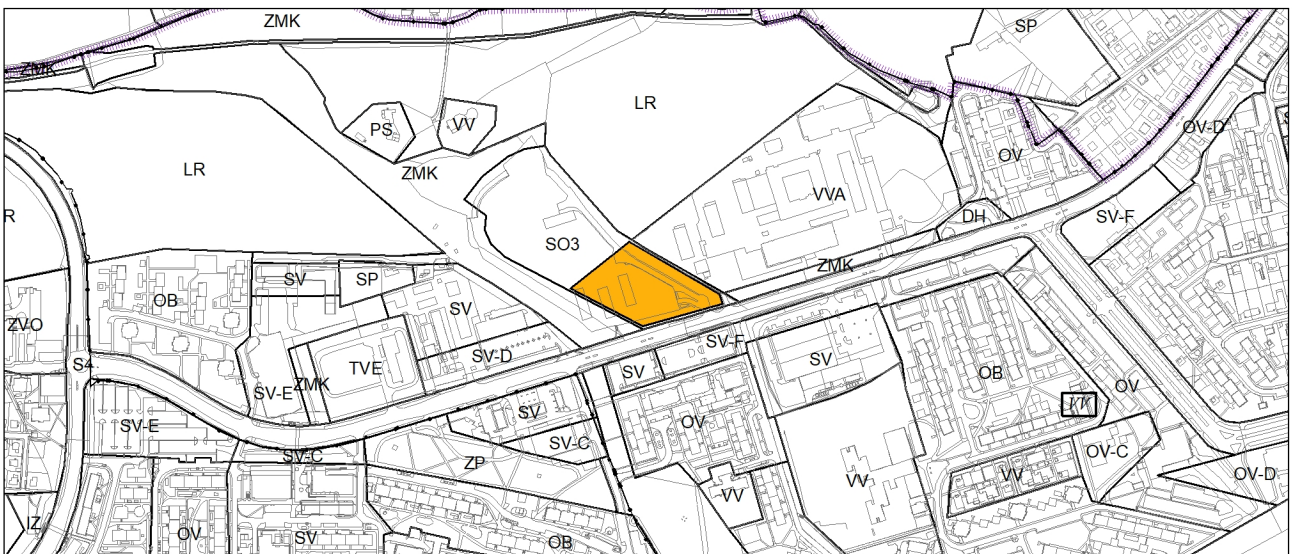 ZMK
SP
ZMK
LR
PS
VV
OV-D
OV
LR
ZMK
VVA
R
DH
SV-F
SO3
ZMK
SV
SP
OB
SV
ZVO
SV-F
SV-D
SV
S4
TVE
OB
SV
ZMK
SV-E
OV
VV
SV
SV-E
OV
SV-C
OV-C
SV-C
ZP
OV-D
VV
VV
VV
IZ
OV
SV
OB